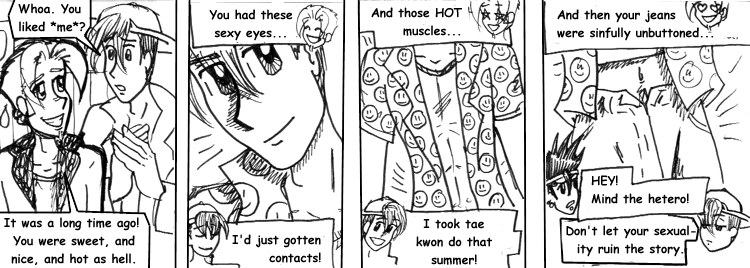 Whoa. You
liked *me*?
It was a long time ago!
You were sweet, and
nice, and hot as hell.
You had these
sexy eyes...
I'd just gotten
contacts!
And those HOT
muscles...
I took tae
kwon do that
summer!
And then your jeans
were sinfully unbuttoned...
HEY!
Mind the hetero!
Don't let your sexual-
ity ruin the story.